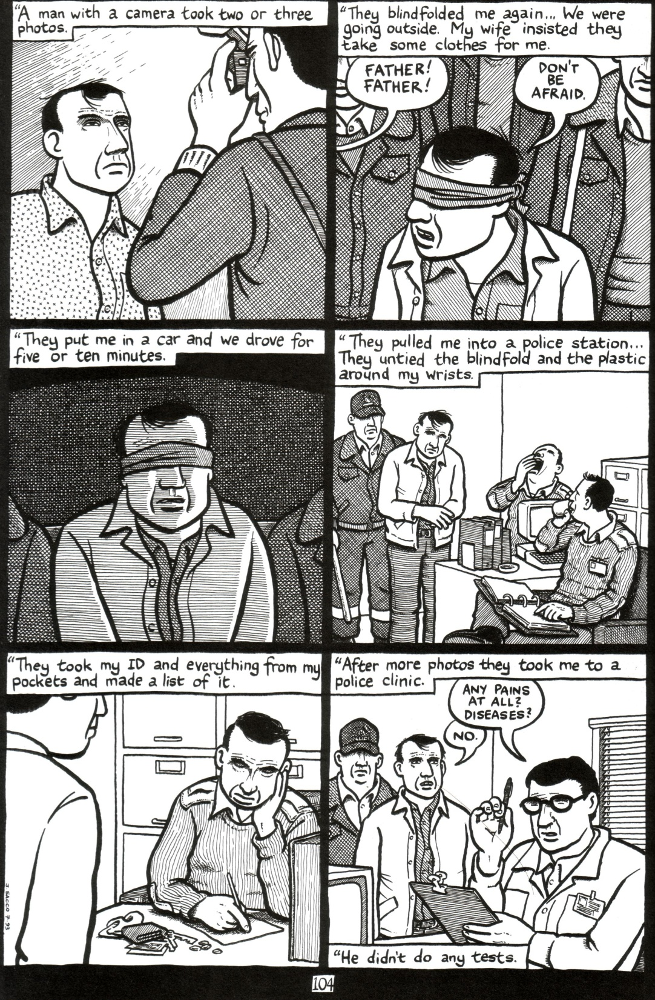 “A man with a camera took two or three
photos.
“They blindfolded me again... We were
going outside. My wife insisted they
take some clothes for me.
FATHER!
FATHER!
DON'T
BE
AFRAID.
“They put me in a car and we drove for
five or ten minutes.
“They pulled me into a police station...
They untied the blindfold and the plastic
around my wrists.
“They took my ID and everything from my
pockets and made a list of it.
J. SACCO 7-93
“After more photos they took me to a
police clinic.
ANY PAINS
AT ALL?
DISEASES?
NO.
“He didn't do any tests.
104